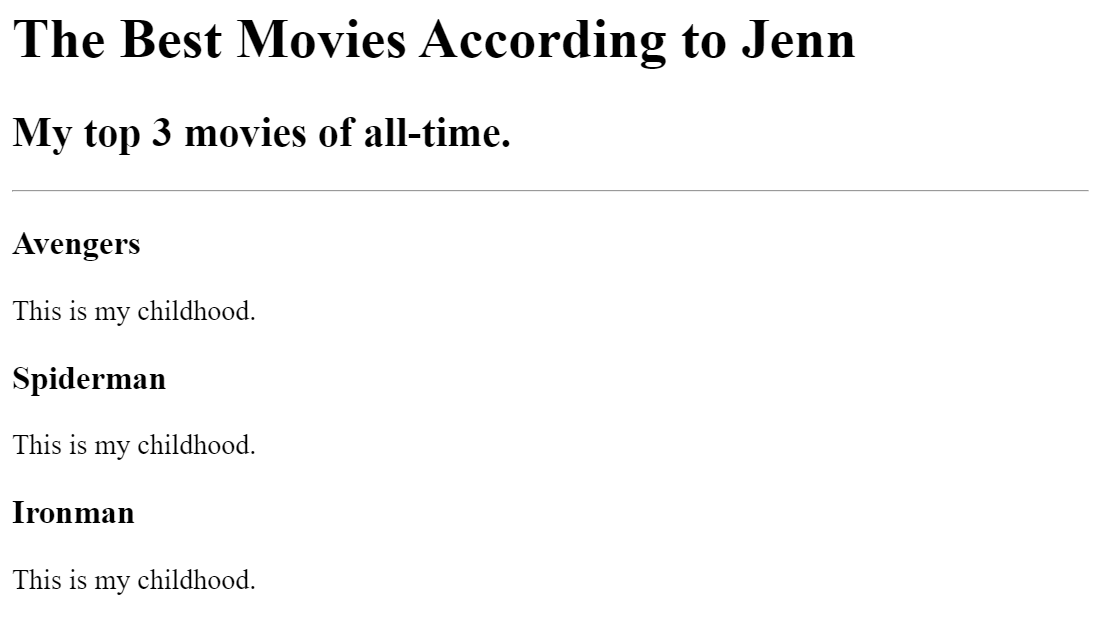 The Best Movies According to Jenn
My top 3 movies of all-time.
Avengers
This is my childhood.
Spiderman
This is my childhood.
Ironman
This is my childhood.